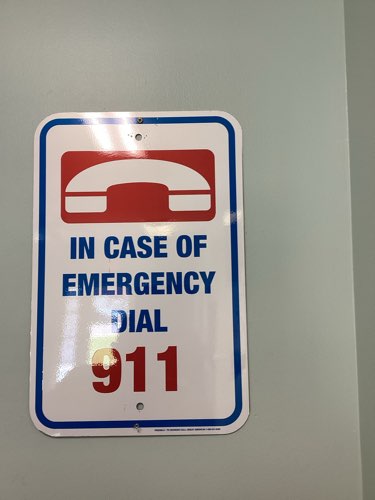 IN CASE OF
EMERGENCY
DIAL
911